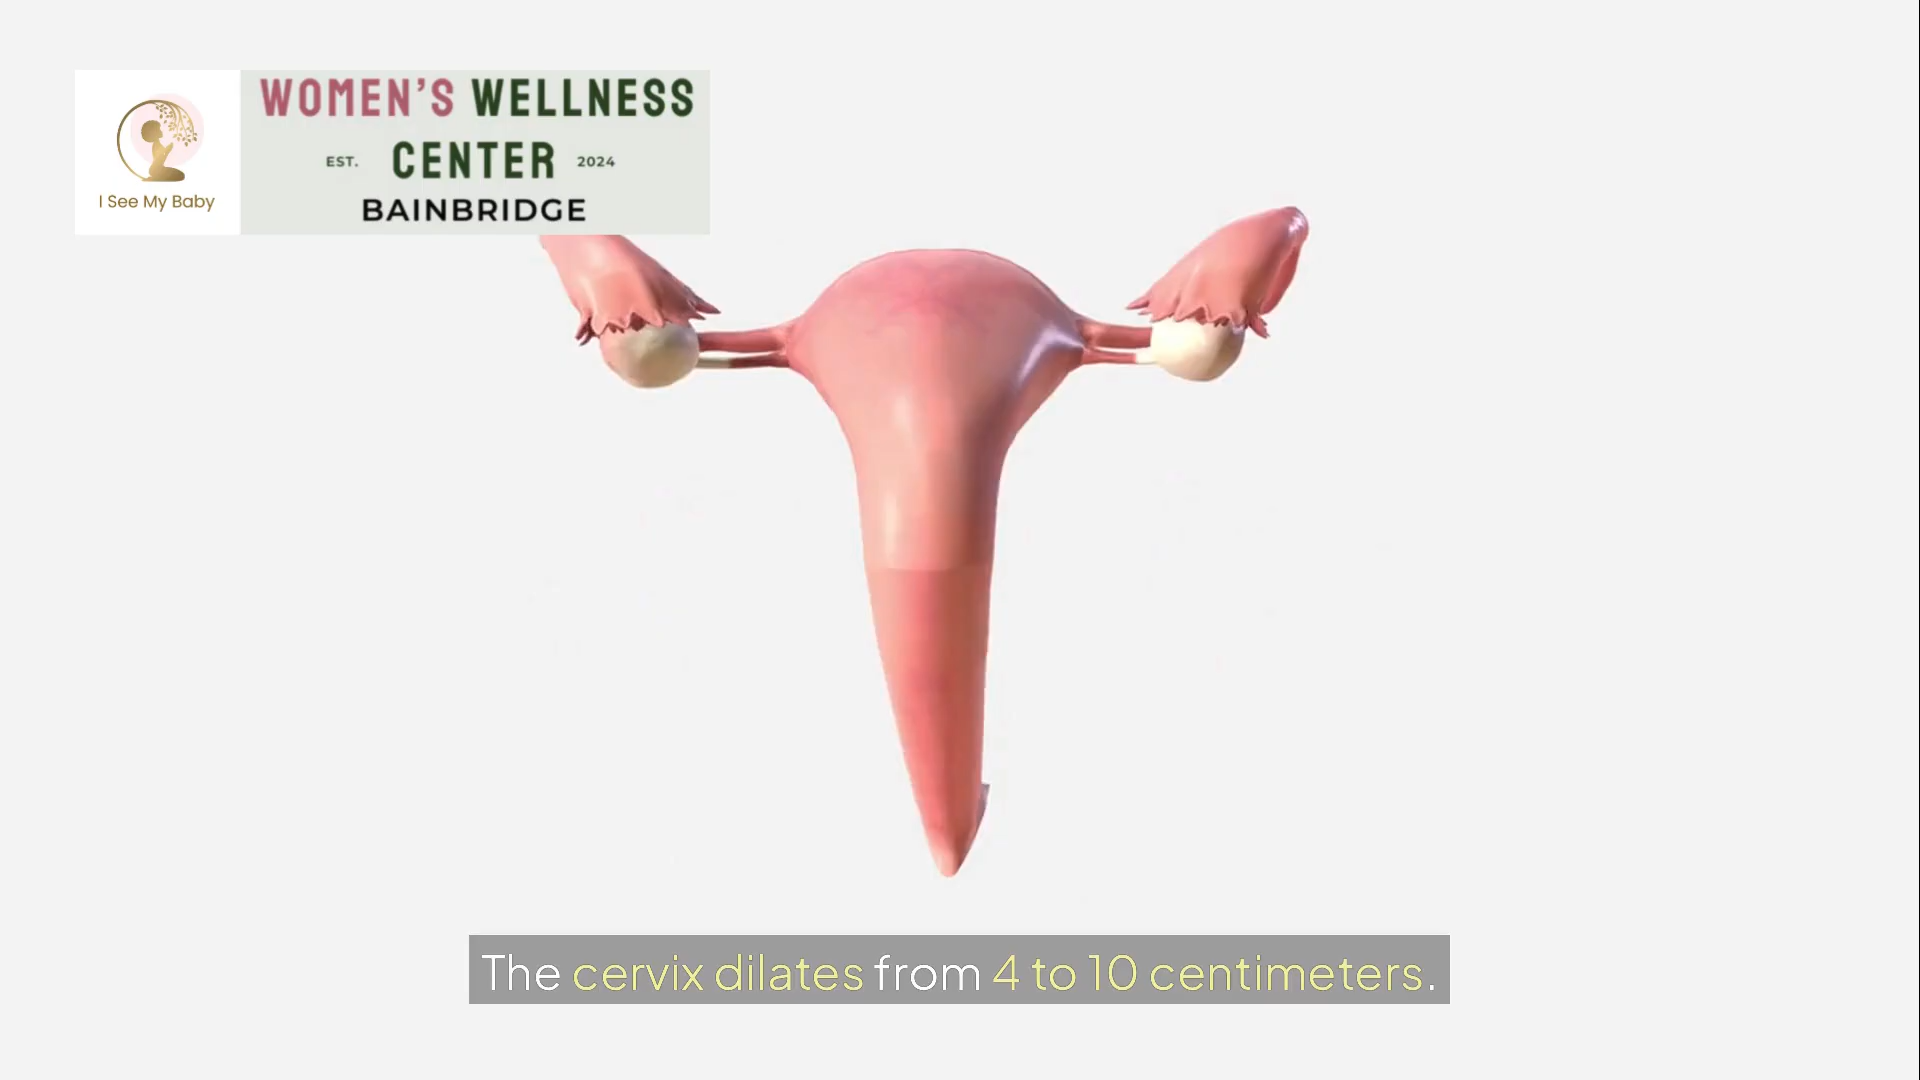 WOMEN'S WELLNESS
EST. CENTER 2024
BAINBRIDGE
I See My Baby
The cervix dilates from 4 to 10 centimeters.